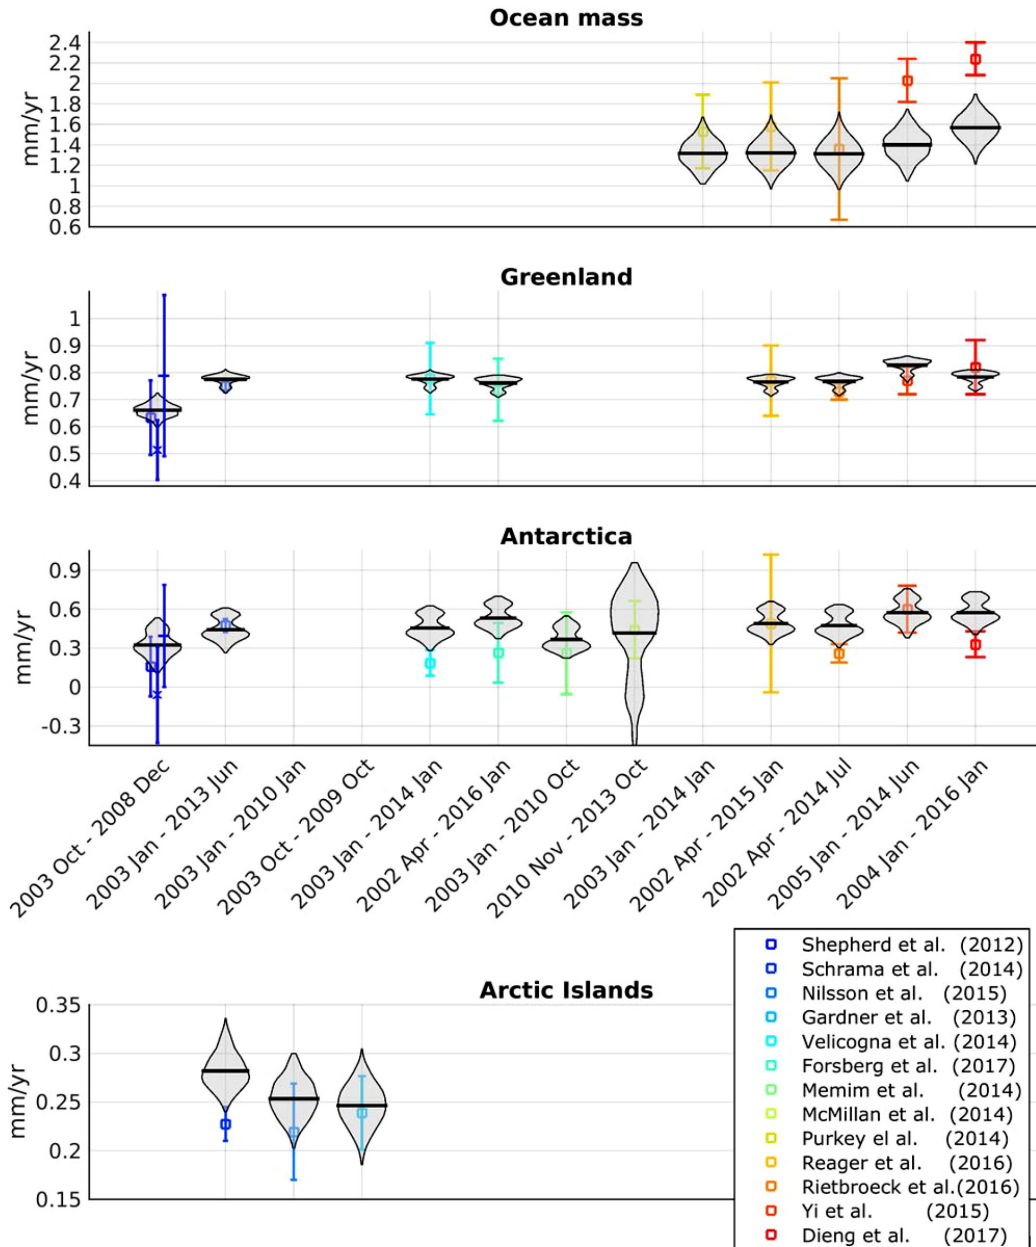 Ocean mass
2.4
2.2
2
1.8
1.6
1.4
1.2
1
0.8
0.6
mm/yr
Greenland
1
0.9
0.8
0.7
0.6
0.5
0.4
mm/yr
Antarctica
0.9
0.6
0.3
0
-0.3
mm/yr
2003 Oct - 2008 Dec
2003 Jan - 2013 Jun
2003 Jan - 2010 Jan
2003 Oct - 2009 Oct
2003 Jan - 2014 Jan
2002 Apr - 2016 Jan
2003 Jan - 2010 Oct
2010 Nov - 2013 Oct
2003 Jan - 2014 Jan
2002 Apr - 2015 Jan
2002 Apr - 2014 Jul
2005 Jan - 2014 Jun
2004 Jan - 2016 Jan
Arctic Islands
0.35
0.3
0.25
0.2
0.15
mm/yr
Shepherd et al. (2012)
Schrama et al. (2014)
Nilsson et al. (2015)
Gardner et al. (2013)
Velicogna et al. (2014)
Forsberg et al. (2017)
Memim et al. (2014)
McMillan et al. (2014)
Purkey el al. (2014)
Reager et al. (2016)
Rietbroeck et al.(2016)
Yi et al. (2015)
Dieng et al. (2017)